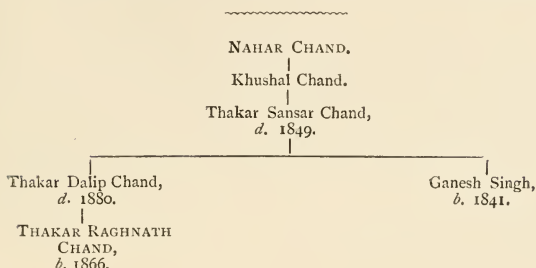 NAHAR CHAND.
Khushal Chand.
Thakar Sansar Chand,
d. 1849.
Thakar Dalip Chand,
d. 1880.
Ganesh Singh,
b. 1841.
THAKAR RAGHNATH
CHAND,
b. 1866.